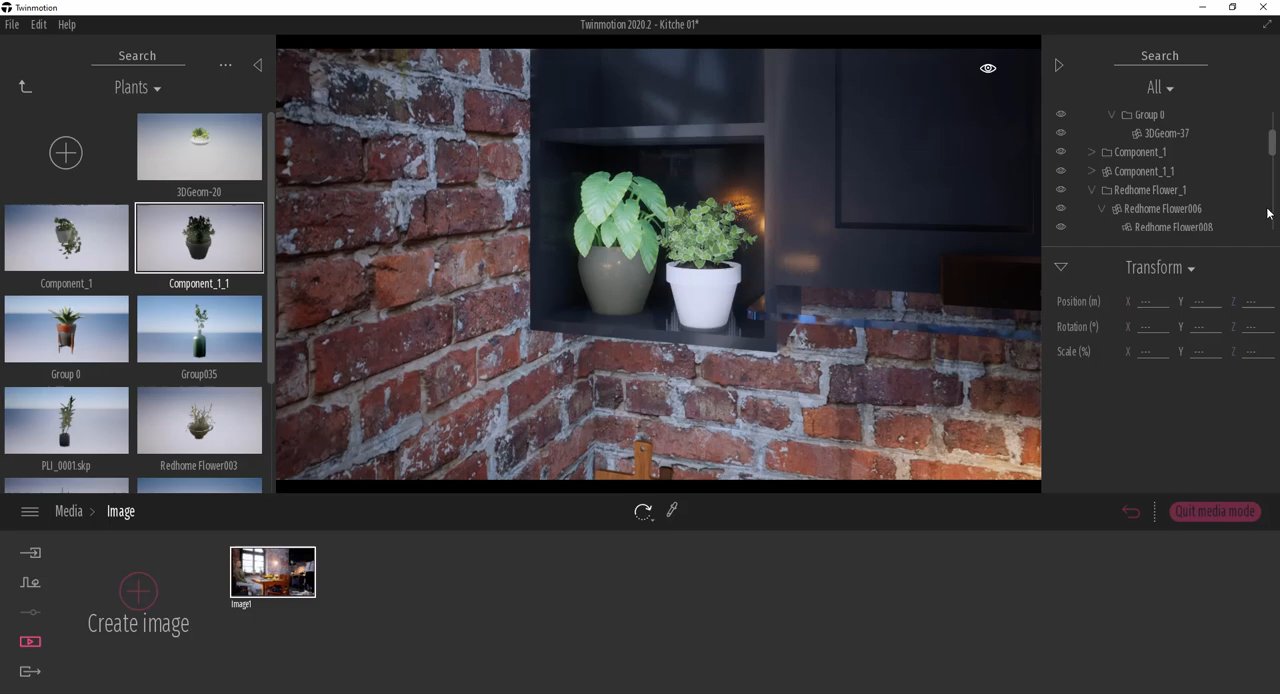 Twinmotion
File Edit Help
Twinmotion 2020.2 - Kitche 01*
Search
Plants
3DGeom-20
Component_1
Component_1_1
Group 0
Group035
PLI_0001.skp
Redhome Flower003
Search
All
Group 0
3DGeom-37
Component_1
Component_1_1
Redhome Flower_1
Redhome Flower006
Redhome Flower008
Transform
Position (m) X --- Y --- Z ---
Rotation (°) X --- Y --- Z ---
Scale (%) X --- Y --- Z ---
Media > Image
Quit media mode
Create image
Image1